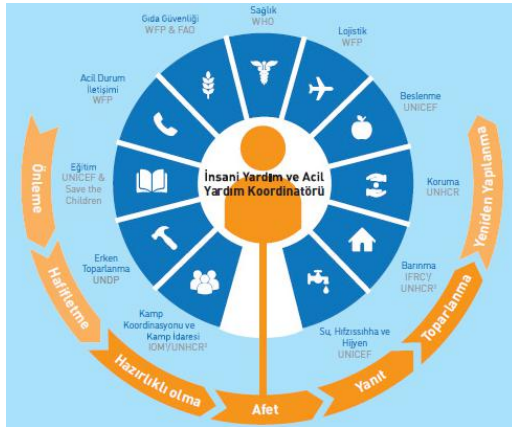 Sağlık
WHO
Lojistik
WFP
Beslenme
UNICEF
Koruma
UNHCR
Barınma
IFRC¹/
UNHCR²
Su, Hıfzıssıhha ve
Hijyen
UNICEF
Kamp
Koordinasyonu ve
Kamp İdaresi
IOM¹/UNHCR²
Erken
Toparlanma
UNDP
Eğitim
UNICEF &
Save the
Children
Acil Durum
İletişimi
WFP
Gıda Güvenliği
WFP & FAO
İnsani Yardım ve Acil
Yardım Koordinatörü
Önleme
Hafifletme
Hazırlıklı olma
Afet
Yanıt
Toparlanma
Yeniden Yapılanma